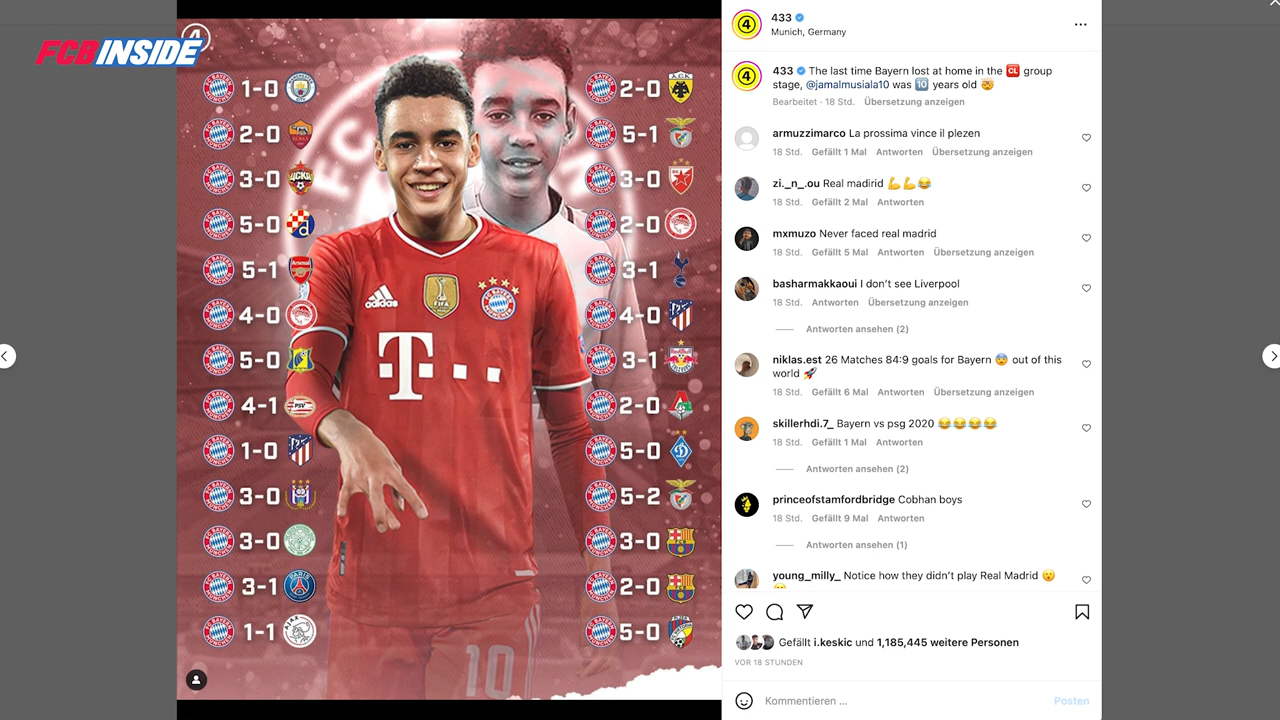 FCBINSIDE
4
1-0
2-0
3-0
5-0
5-1
4-0
5-0
4-1
1-0
3-0
3-0
3-1
1-1
2-0
5-1
3-0
2-0
3-1
4-0
3-1
2-0
5-0
5-2
3-0
2-0
5-0
adidas
FIFA
T
10
433
Munich, Germany
433 The last time Bayern lost at home in the CL group
stage, @jamalmusiala10 was 10 years old 🤯
Bearbeitet · 18 Std. Übersetzung anzeigen
armuzzimarco La prossima vince il plezen
18 Std. Gefällt 1 Mal Antworten Übersetzung anzeigen
zi._n_.ou Real madirid 💪💪😂
18 Std. Gefällt 2 Mal Antworten
mxmuzo Never faced real madrid
18 Std. Gefällt 5 Mal Antworten Übersetzung anzeigen
basharmakkaoui I don't see Liverpool
18 Std. Antworten Übersetzung anzeigen
Antworten ansehen (2)
niklas.est 26 Matches 84:9 goals for Bayern 😨 out of this
world 🚀
18 Std. Gefällt 6 Mal Antworten Übersetzung anzeigen
skillerhdi.7_ Bayern vs psg 2020 😂😂😂😂
18 Std. Gefällt 1 Mal Antworten
Antworten ansehen (2)
princeofstamfordbridge Cobhan boys
18 Std. Gefällt 9 Mal Antworten
Antworten ansehen (1)
young_milly_ Notice how they didn't play Real Madrid 😮
Gefällt i.keskic und 1,185,445 weitere Personen
VOR 18 STUNDEN
Kommentieren ...
Posten